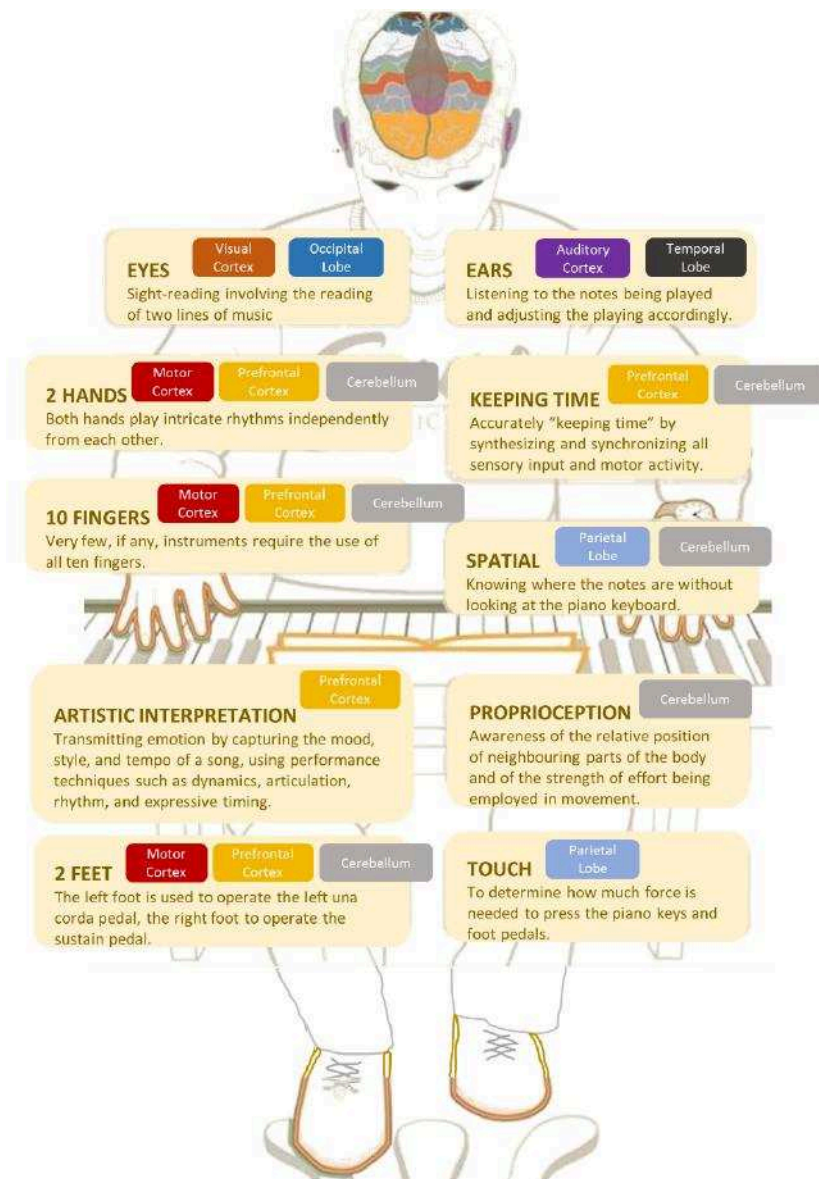 Visual
Cortex
Occipital
Lobe
EYES
Sight-reading involving the reading
of two lines of music
Auditory
Cortex
Temporal
Lobe
EARS
Listening to the notes being played
and adjusting the playing accordingly.
Motor
Cortex
Prefrontal
Cortex
Cerebellum
2 HANDS
Both hands play intricate rhythms independently
from each other.
Prefrontal
Cortex
Cerebellum
KEEPING TIME
Accurately “keeping time” by
synthesizing and synchronizing all
sensory input and motor activity.
Motor
Cortex
Prefrontal
Cortex
Cerebellum
10 FINGERS
Very few, if any, instruments require the use of
all ten fingers.
Parietal
Lobe
Cerebellum
SPATIAL
Knowing where the notes are without
looking at the piano keyboard.
Prefrontal
Cortex
ARTISTIC INTERPRETATION
Transmitting emotion by capturing the mood,
style, and tempo of a song, using performance
techniques such as dynamics, articulation,
rhythm, and expressive timing.
Cerebellum
PROPRIOCEPTION
Awareness of the relative position
of neighbouring parts of the body
and of the strength of effort being
employed in movement.
Motor
Cortex
Prefrontal
Cortex
Cerebellum
2 FEET
The left foot is used to operate the left una
corda pedal, the right foot to operate the
sustain pedal.
Parietal
Lobe
TOUCH
To determine how much force is
needed to press the piano keys and
foot pedals.